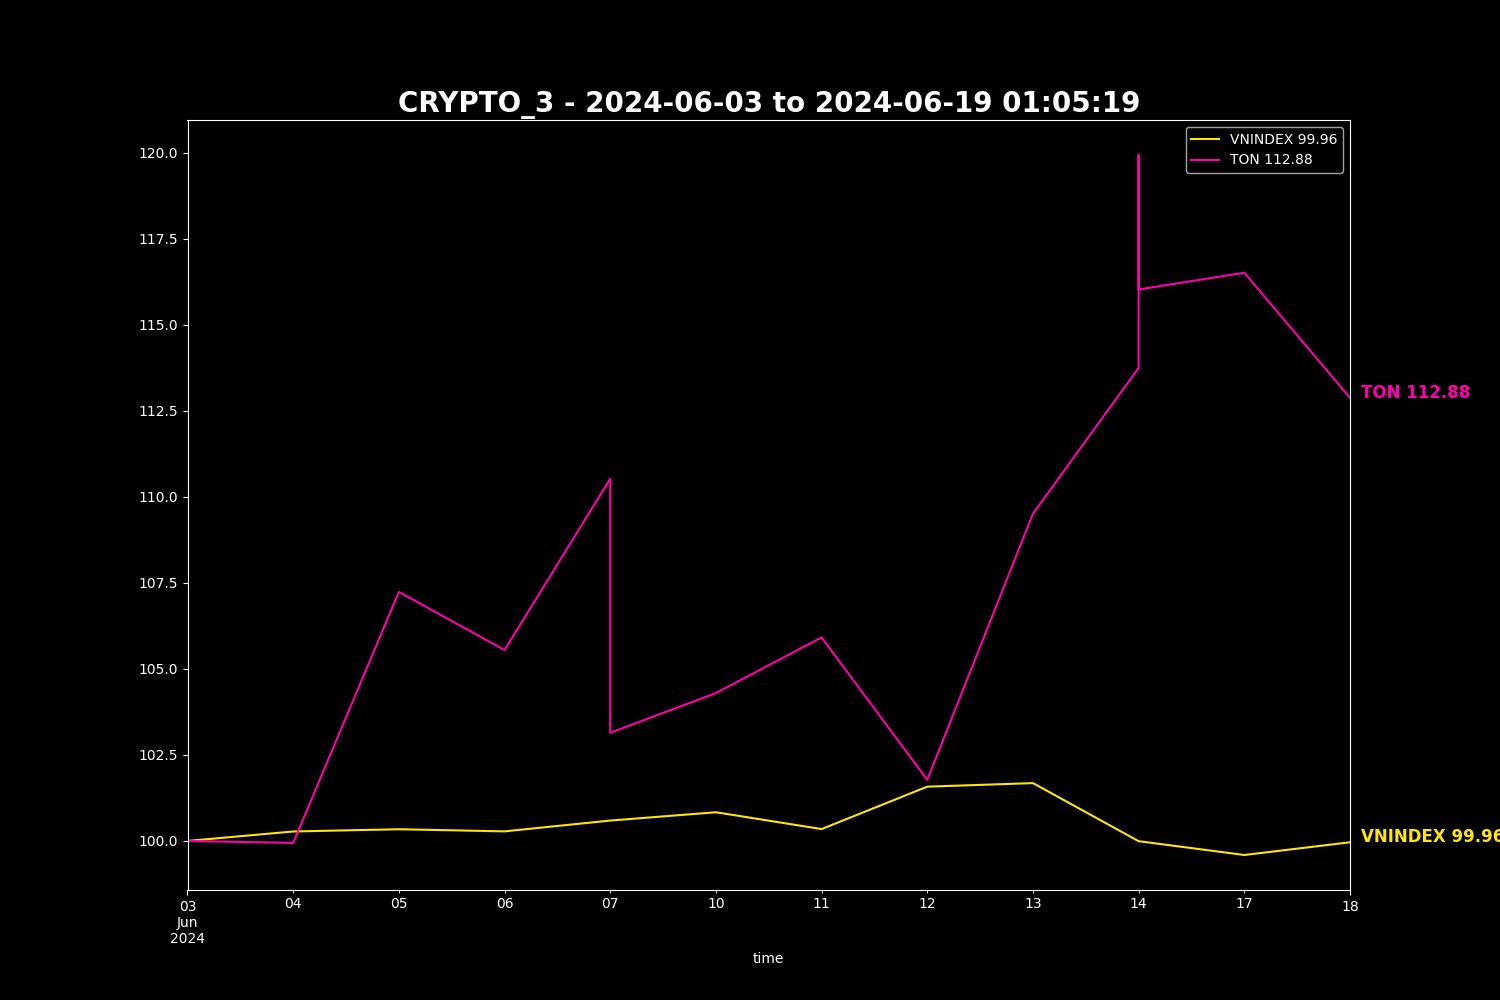 CRYPTO_3 - 2024-06-03 to 2024-06-19 01:05:19
VNINDEX 99.96
TON 112.88
120.0
117.5
115.0
112.5
110.0
107.5
105.0
102.5
100.0
TON 112.88
VNINDEX 99.96
03 04 05 06 07 10 11 12 13 14 17 18
Jun
2024
time